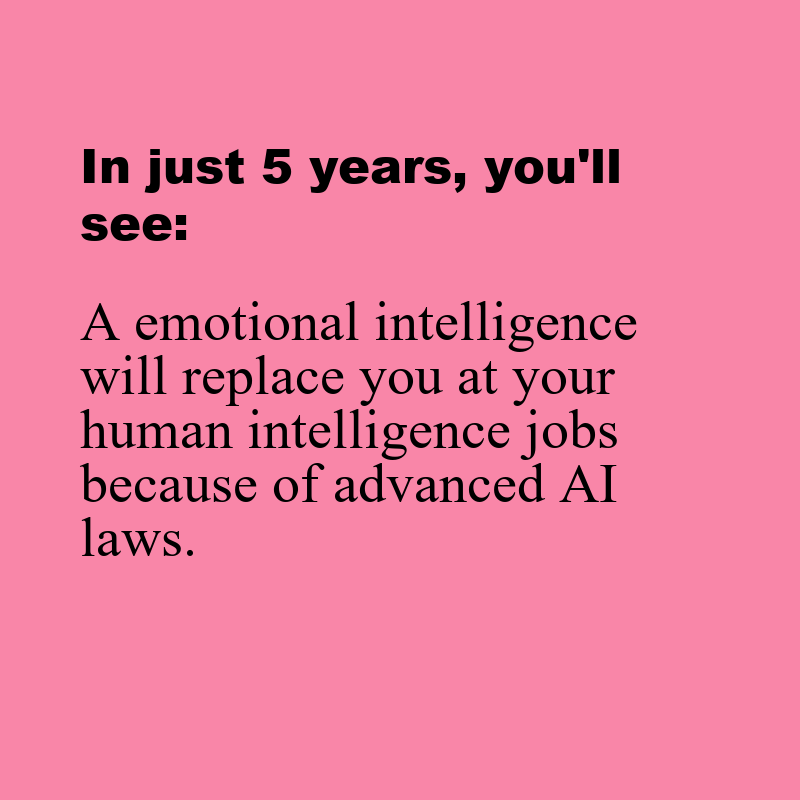 In just 5 years, you'll
see:
A emotional intelligence
will replace you at your
human intelligence jobs
because of advanced AI
laws.